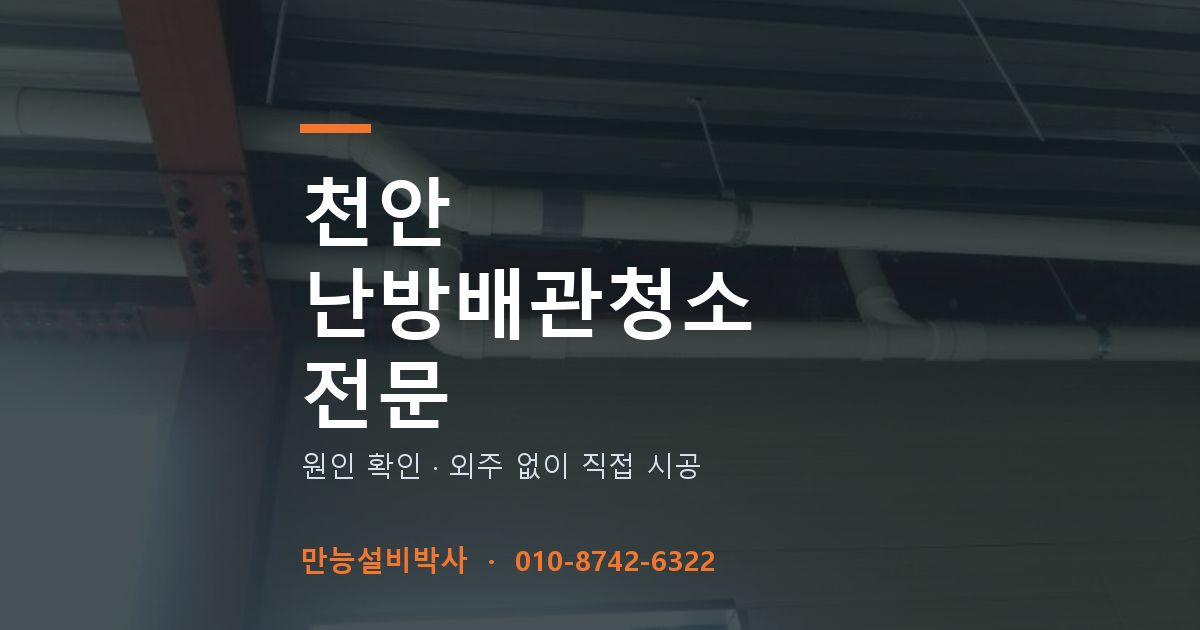 천안
난방배관청소
전문
원인 확인 · 외주 없이 직접 시공
만능설비박사 · 010-8742-6322